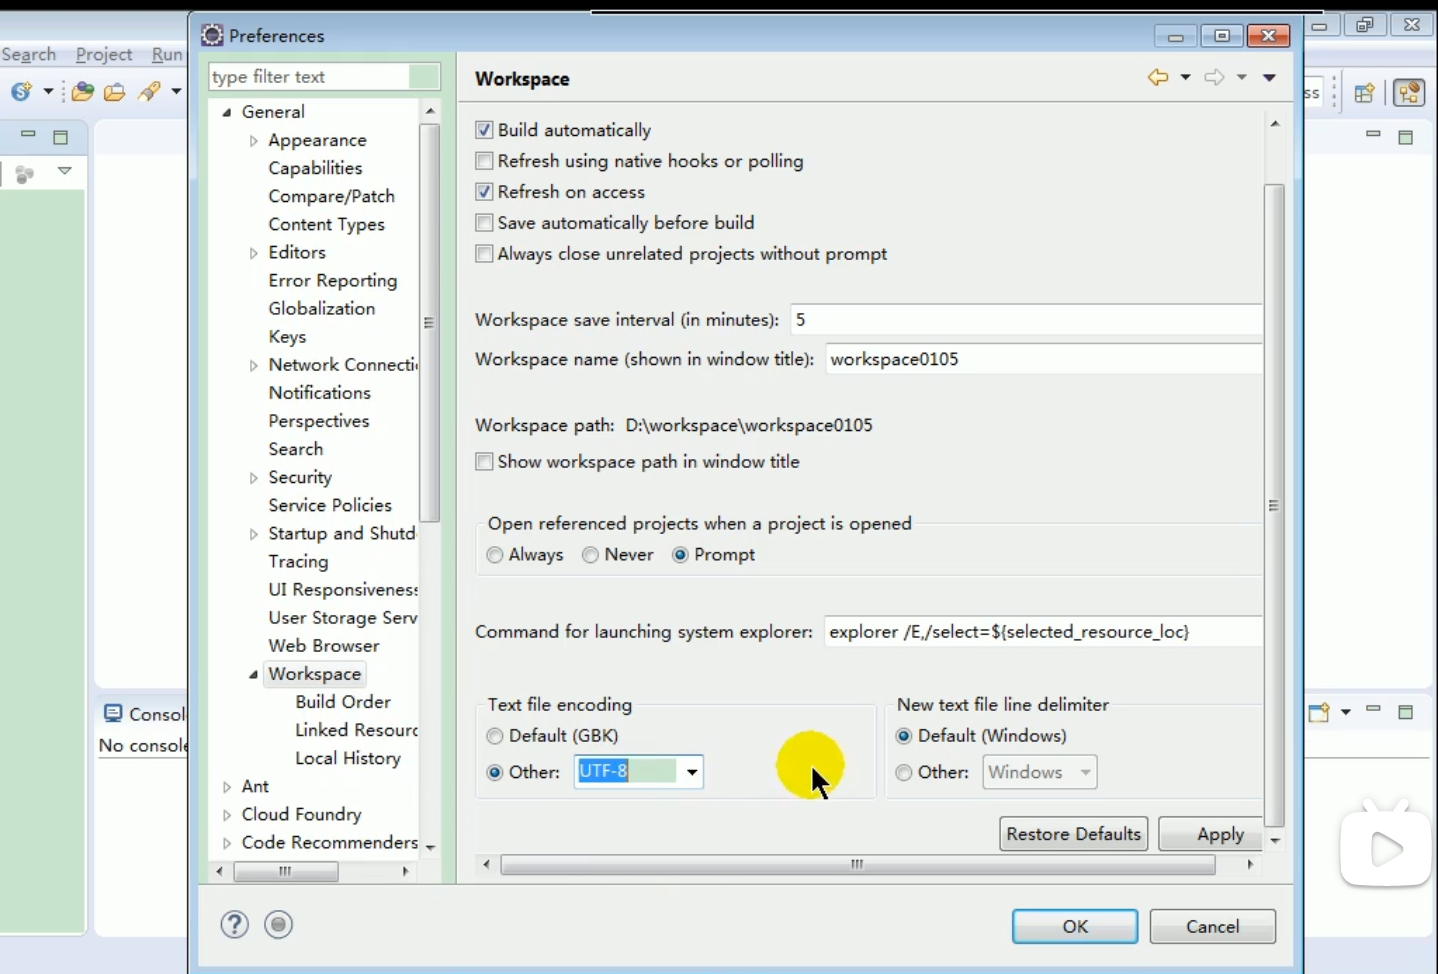 Preferences
Search Project Run
type filter text
Workspace
General
Appearance
Capabilities
Compare/Patch
Content Types
Editors
Error Reporting
Globalization
Keys
Network Connecti
Notifications
Perspectives
Search
Security
Service Policies
Startup and Shutd
Tracing
UI Responsiveness
User Storage Serv
Web Browser
Workspace
Build Order
Linked Resourc
Local History
Ant
Cloud Foundry
Code Recommenders
Build automatically
Refresh using native hooks or polling
Refresh on access
Save automatically before build
Always close unrelated projects without prompt
Workspace save interval (in minutes): 5
Workspace name (shown in window title): workspace0105
Workspace path: D:\workspace\workspace0105
Show workspace path in window title
Open referenced projects when a project is opened
Always Never Prompt
Command for launching system explorer: explorer /E,/select=${selected_resource_loc}
Text file encoding
Default (GBK)
Other: UTF-8
New text file line delimiter
Default (Windows)
Other: Windows
Restore Defaults Apply
OK Cancel
ss
Consol
No console